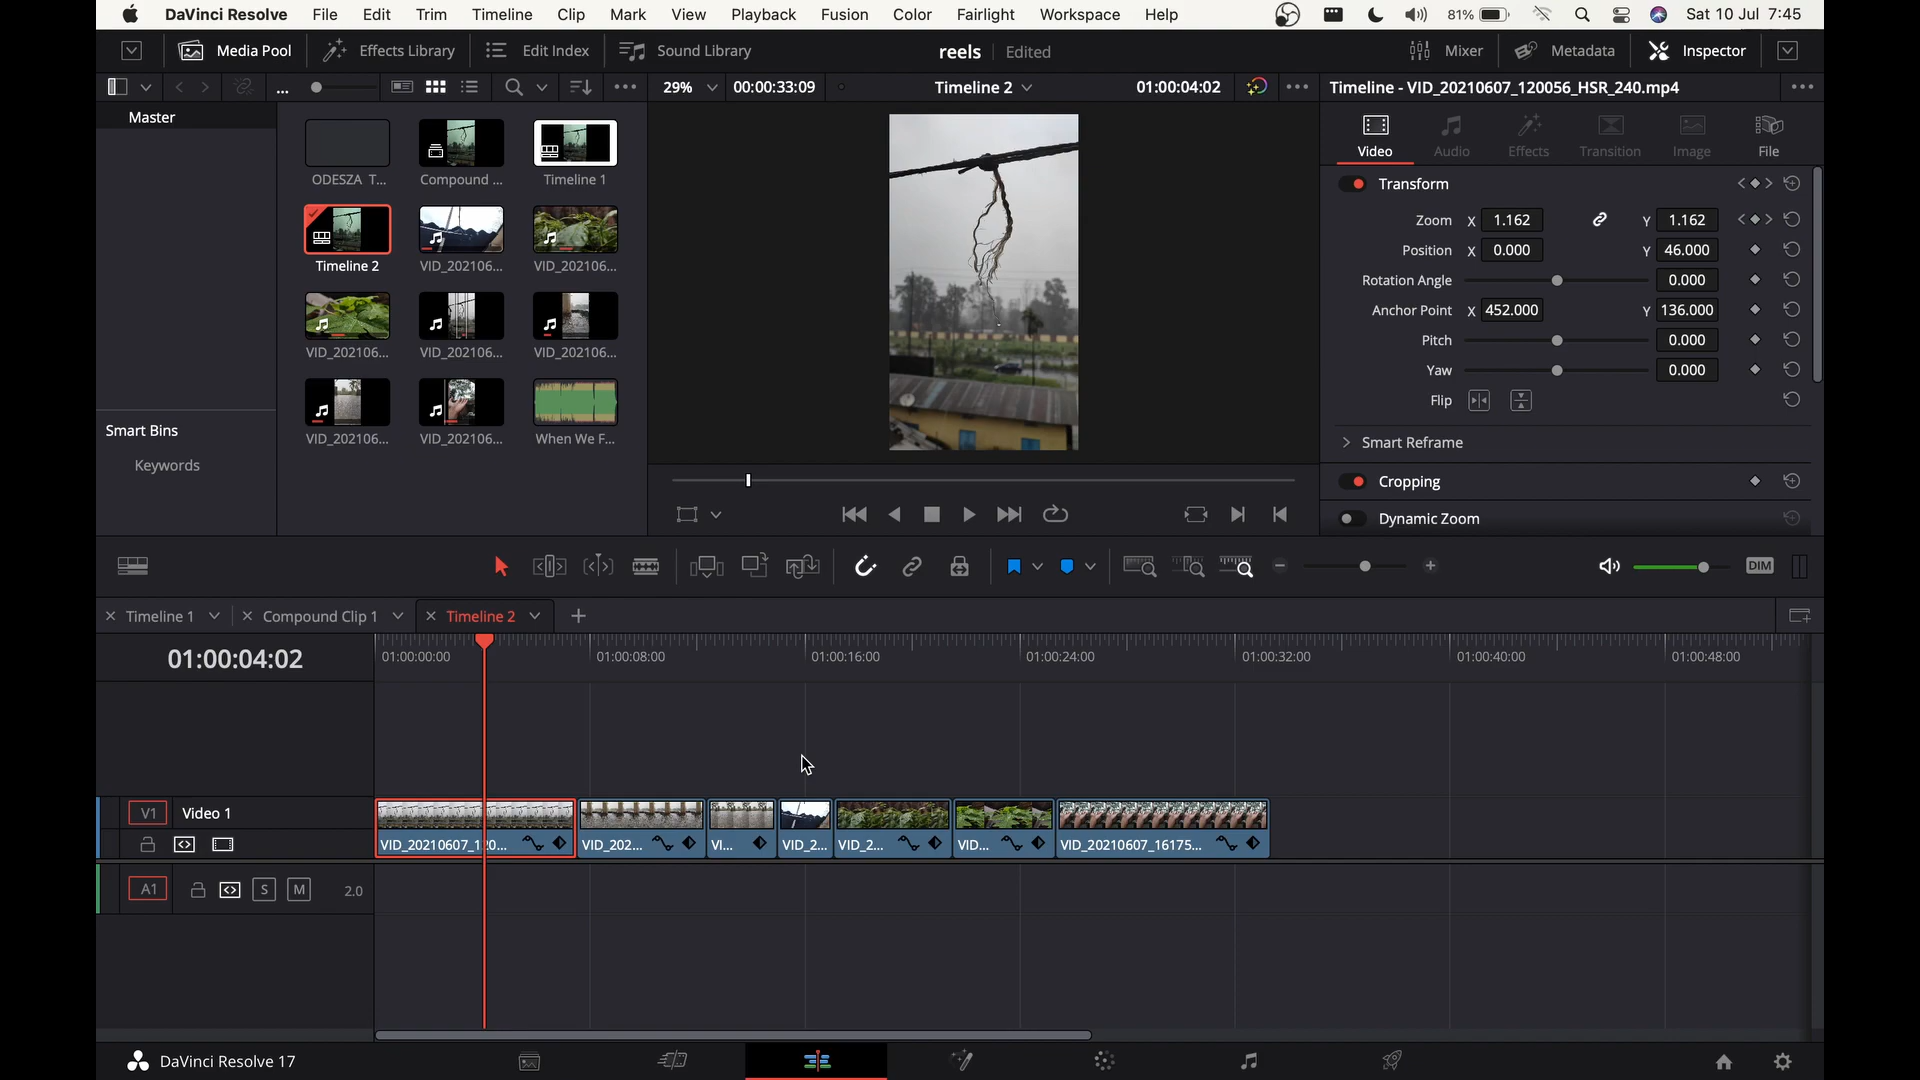 DaVinci Resolve File Edit Trim Timeline Clip Mark View Playback Fusion Color Fairlight Workspace Help 81% Sat 10 Jul 7:45
Media Pool Effects Library Edit Index Sound Library reels Edited Mixer Metadata Inspector
... 29% 00:00:33:09 Timeline 2 01:00:04:02 Timeline - VID_20210607_120056_HSR_240.mp4
Master
Video Audio Effects Transition Image File
ODESZA T... Compound ... Timeline 1
Transform
Zoom X 1.162 Y 1.162
Position X 0.000 Y 46.000
Timeline 2 VID_202106... VID_202106...
Rotation Angle 0.000
Anchor Point X 452.000 Y 136.000
Pitch 0.000
VID_202106... VID_202106... VID_202106...
Yaw 0.000
Flip
Smart Bins
VID_202106... VID_202106... When We F...
Smart Reframe
Keywords
Cropping
Dynamic Zoom
DIM
Timeline 1 Compound Clip 1 Timeline 2
01:00:04:02 01:00:00:00 01:00:08:00 01:00:16:00 01:00:24:00 01:00:32:00 01:00:40:00 01:00:48:00
V1 Video 1
VID_20210607_120... VID_202... VI... VID_2... VID_2... VID... VID_20210607_16175...
A1 S M 2.0
DaVinci Resolve 17